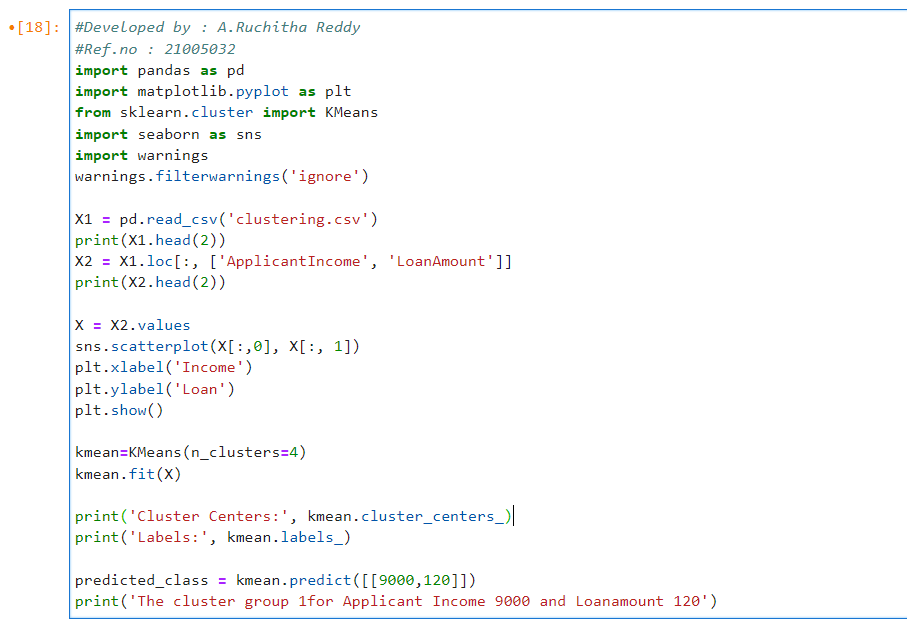 •[18]: #Developed by : A.Ruchitha Reddy
#Ref.no : 21005032
import pandas as pd
import matplotlib.pyplot as plt
from sklearn.cluster import KMeans
import seaborn as sns
import warnings
warnings.filterwarnings('ignore')

X1 = pd.read_csv('clustering.csv')
print(X1.head(2))
X2 = X1.loc[:, ['ApplicantIncome', 'LoanAmount']]
print(X2.head(2))

X = X2.values
sns.scatterplot(X[:,0], X[:, 1])
plt.xlabel('Income')
plt.ylabel('Loan')
plt.show()

kmean=KMeans(n_clusters=4)
kmean.fit(X)

print('Cluster Centers:', kmean.cluster_centers_)
print('Labels:', kmean.labels_)

predicted_class = kmean.predict([[9000,120]])
print('The cluster group 1for Applicant Income 9000 and Loanamount 120')